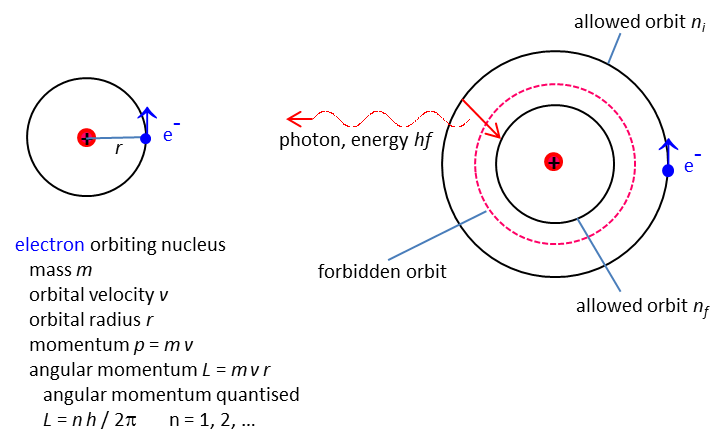 allowed orbit nᵢ
e⁻
r
photon, energy hf
+
+
e⁻
electron orbiting nucleus
mass m
orbital velocity v
orbital radius r
momentum p = m v
angular momentum L = m v r
angular momentum quantised
L = n h / 2π n = 1, 2, ...
forbidden orbit
allowed orbit n_f